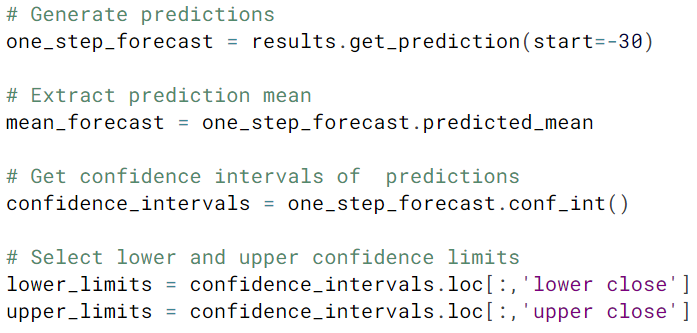 # Generate predictions
one_step_forecast = results.get_prediction(start=-30)
# Extract prediction mean
mean_forecast = one_step_forecast.predicted_mean
# Get confidence intervals of  predictions
confidence_intervals = one_step_forecast.conf_int()
# Select lower and upper confidence limits
lower_limits = confidence_intervals.loc[:,'lower close']
upper_limits = confidence_intervals.loc[:,'upper close']